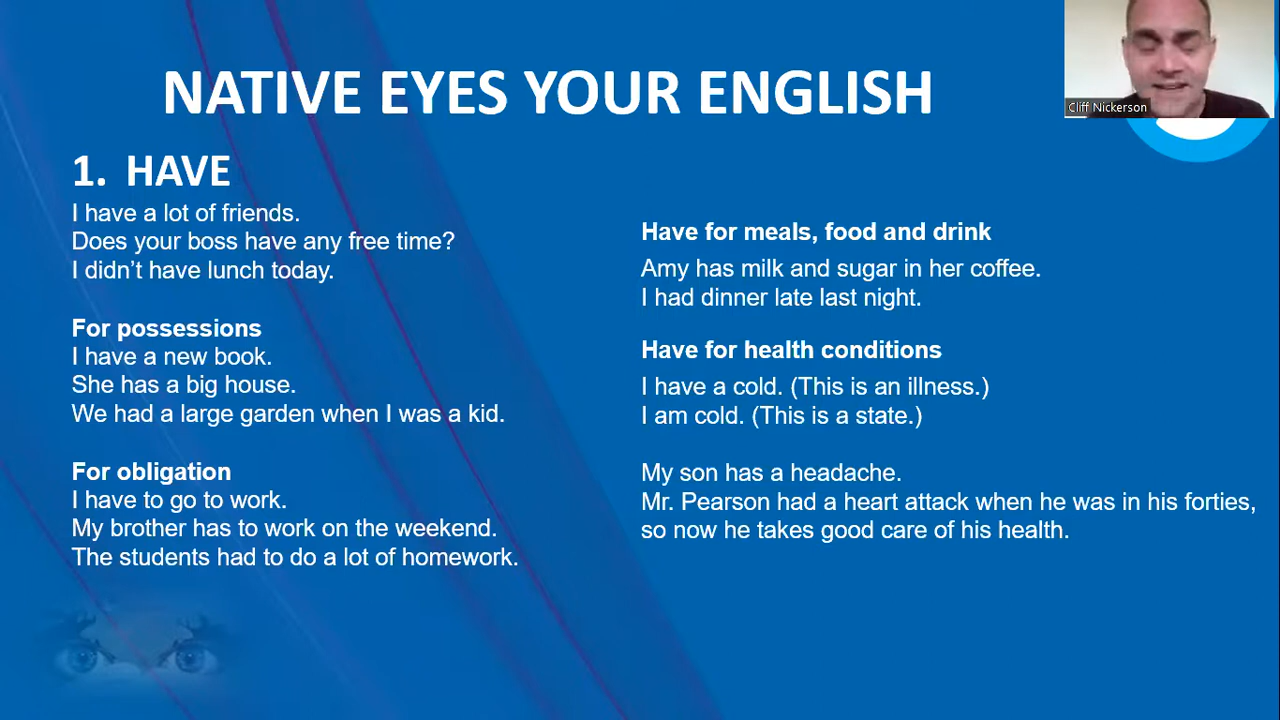 NATIVE EYES YOUR ENGLISH
Cliff Nickerson
1. HAVE
I have a lot of friends.
Does your boss have any free time?
I didn’t have lunch today.
For possessions
I have a new book.
She has a big house.
We had a large garden when I was a kid.
For obligation
I have to go to work.
My brother has to work on the weekend.
The students had to do a lot of homework.
Have for meals, food and drink
Amy has milk and sugar in her coffee.
I had dinner late last night.
Have for health conditions
I have a cold. (This is an illness.)
I am cold. (This is a state.)
My son has a headache.
Mr. Pearson had a heart attack when he was in his forties,
so now he takes good care of his health.